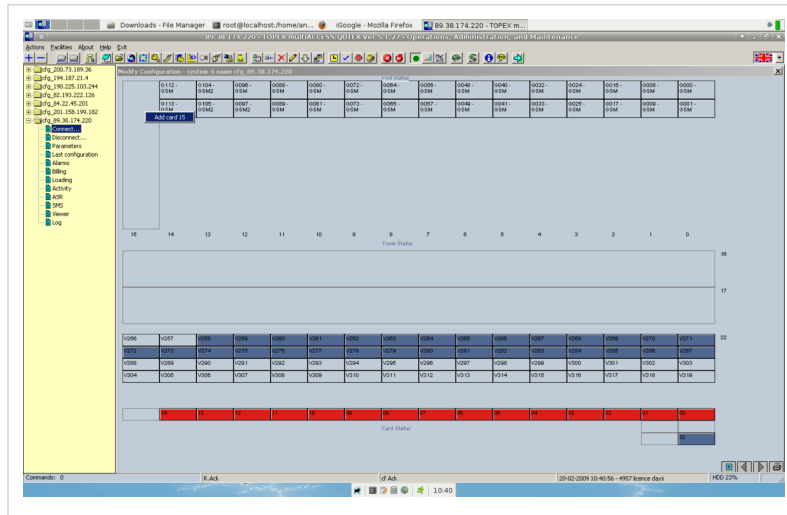 Downloads - File Manager root@localhost:/home/an... iGoogle - Mozilla Firefox 89.38.174.220 - TOPEX m...
89.38.174.220 - TOPEX multiACCESS.QUTEX Ver 5.1.27 - Operations, Administration, and Maintenance
Actions Facilities About Help Exit
cfg_200.73.189.36
cfg_194.187.21.4
cfg_190.225.103.244
cfg_82.193.222.126
cfg_84.22.45.201
cfg_201.158.199.182
cfg_89.38.174.220
Connect...
Disconnect...
Parameters
Last configuration
Alarms
Billing
Loading
Activity
ASR
SMS
Viewer
Log
Modify Configuration - system 6 name cfg_89.38.174.220
Port Status
0112 - GSM 0104 - GSM2 0096 - GSM 0088 - GSM 0080 - GSM 0072 - GSM 0064 - GSM 0056 - GSM 0048 - GSM 0040 - GSM 0032 - GSM 0024 - GSM 0016 - GSM 0008 - GSM 0000 - GSM
0113 - GSM 0105 - GSM2 0097 - GSM2 0089 - GSM 0081 - GSM 0073 - GSM 0065 - GSM 0057 - GSM 0049 - GSM 0041 - GSM 0033 - GSM 0025 - GSM 0017 - GSM 0009 - GSM 0001 - GSM
Add card 15
15 14 13 12 11 10 9 8 7 6 5 4 3 2 1 0
Trunk Status
16
17
V256 V257 V258 V259 V260 V261 V262 V263 V264 V265 V266 V267 V268 V269 V270 V271 32
V272 V273 V274 V275 V276 V277 V278 V279 V280 V281 V282 V283 V284 V285 V286 V287
V288 V289 V290 V291 V292 V293 V294 V295 V296 V297 V298 V299 V300 V301 V302 V303
V304 V305 V306 V307 V308 V309 V310 V311 V312 V313 V314 V315 V316 V317 V318 V319
14 13 12 11 10 09 08 07 06 05 04 03 02 01 00
Card Status
32
Commands: 0 R.Ack cf Ack 20-02-2009 10:40:56 - 4957 licence days HDD 23%
10:40